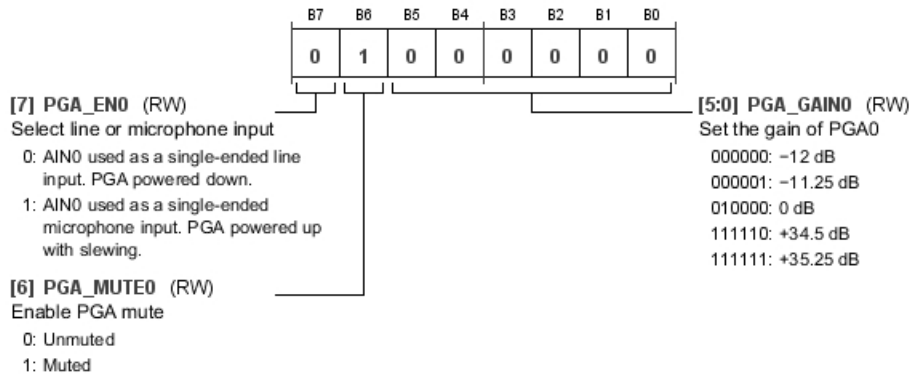 B7 B6 B5 B4 B3 B2 B1 B0
0 1 0 0 0 0 0 0
[7] PGA_EN0 (RW)
Select line or microphone input
0: AIN0 used as a single-ended line
input. PGA powered down.
1: AIN0 used as a single-ended
microphone input. PGA powered up
with slewing.
[6] PGA_MUTE0 (RW)
Enable PGA mute
0: Unmuted
1: Muted
[5:0] PGA_GAIN0 (RW)
Set the gain of PGA0
000000: −12 dB
000001: −11.25 dB
010000: 0 dB
111110: +34.5 dB
111111: +35.25 dB